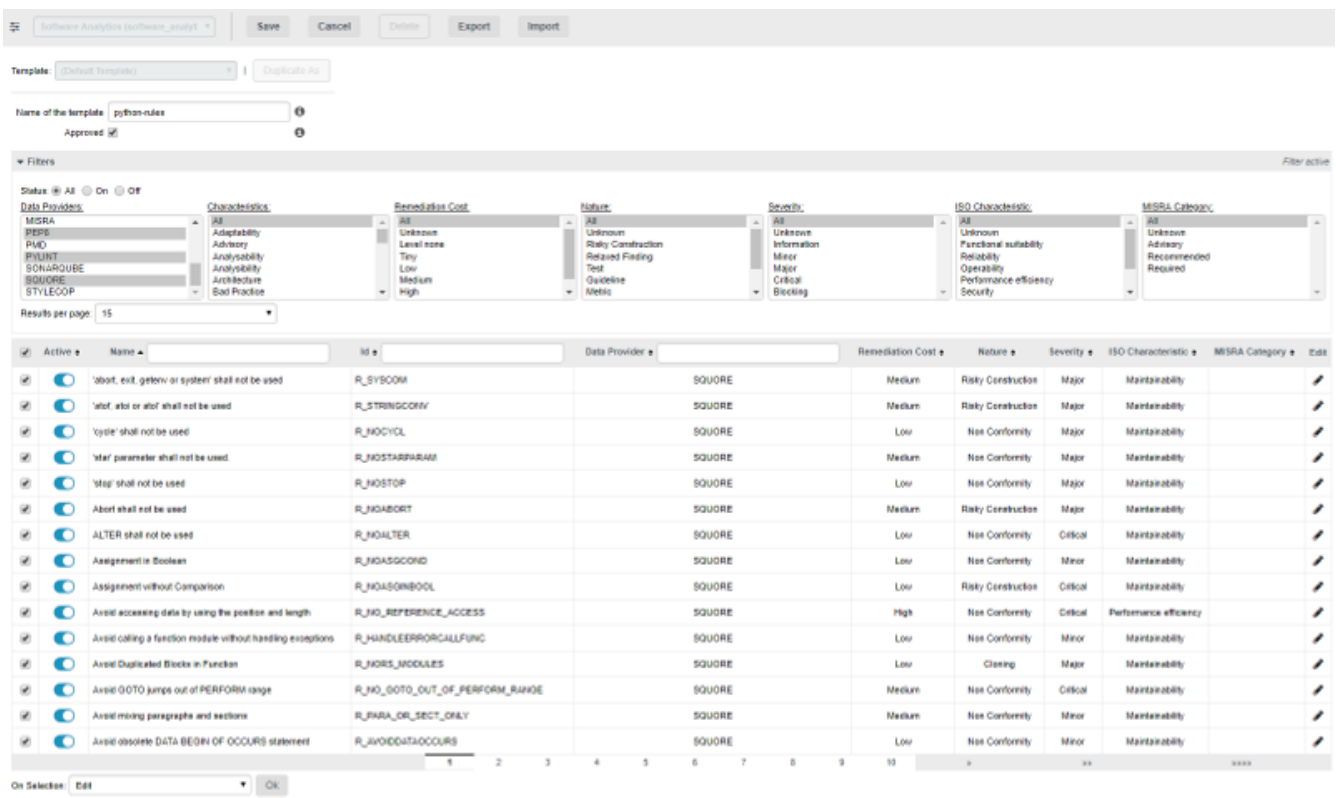 Software Analytics (software_analyt
Save Cancel Delete Export Import
Template: (Default Template) | Duplicate As
Name of the template python-rules
Approved
Filters Filter active
Status: All On Off
Data Providers: Characteristics: Remediation Cost: Nature: Severity: ISO Characteristic: MISRA Category:
MISRA All All All All All All
PEP8 Adaptability Unknown Unknown Unknown Unknown Unknown
PMD Advisory Level none Risky Construction Information Functional suitability Advisory
PYLINT Analysability Tiny Relaxed Finding Minor Reliability Recommended
SONARQUBE Analysibility Low Test Major Operability Required
SQUORE Architecture Medium Guideline Critical Performance efficiency
STYLECOP Bad Practice High Metric Blocking Security
Results per page: 15
Active Name Id Data Provider Remediation Cost Nature Severity ISO Characteristic MISRA Category Edit
'abort, exit, getenv or system' shall not be used R_SYSCOM SQUORE Medium Risky Construction Major Maintainability
'atof, atoi or atol' shall not be used R_STRINGCONV SQUORE Medium Risky Construction Major Maintainability
'cycle' shall not be used R_NOCYCL SQUORE Low Non Conformity Major Maintainability
'star' parameter shall not be used. R_NOSTARPARAM SQUORE Medium Non Conformity Major Maintainability
'stop' shall not be used R_NOSTOP SQUORE Low Non Conformity Major Maintainability
Abort shall not be used R_NOABORT SQUORE Medium Risky Construction Major Maintainability
ALTER shall not be used R_NOALTER SQUORE Low Non Conformity Critical Maintainability
Assignment in Boolean R_NOASGCOND SQUORE Low Non Conformity Minor Maintainability
Assignment without Comparison R_NOASGINBOOL SQUORE Low Risky Construction Critical Maintainability
Avoid accessing data by using the position and length R_NO_REFERENCE_ACCESS SQUORE High Non Conformity Critical Performance efficiency
Avoid calling a function module without handling exceptions R_HANDLEERRORCALLFUNC SQUORE Low Non Conformity Minor Maintainability
Avoid Duplicated Blocks in Function R_NORS_MODULES SQUORE Low Cloning Major Maintainability
Avoid GOTO jumps out of PERFORM range R_NO_GOTO_OUT_OF_PERFORM_RANGE SQUORE Medium Non Conformity Critical Maintainability
Avoid mixing paragraphs and sections R_PARA_OR_SECT_ONLY SQUORE Medium Non Conformity Minor Maintainability
Avoid obsolete DATA BEGIN OF OCCURS statement R_AVOIDDATAOCCURS SQUORE Low Non Conformity Minor Maintainability
1 2 3 4 5 6 7 8 9 10 > >> >>>>
On Selection: Edit Ok